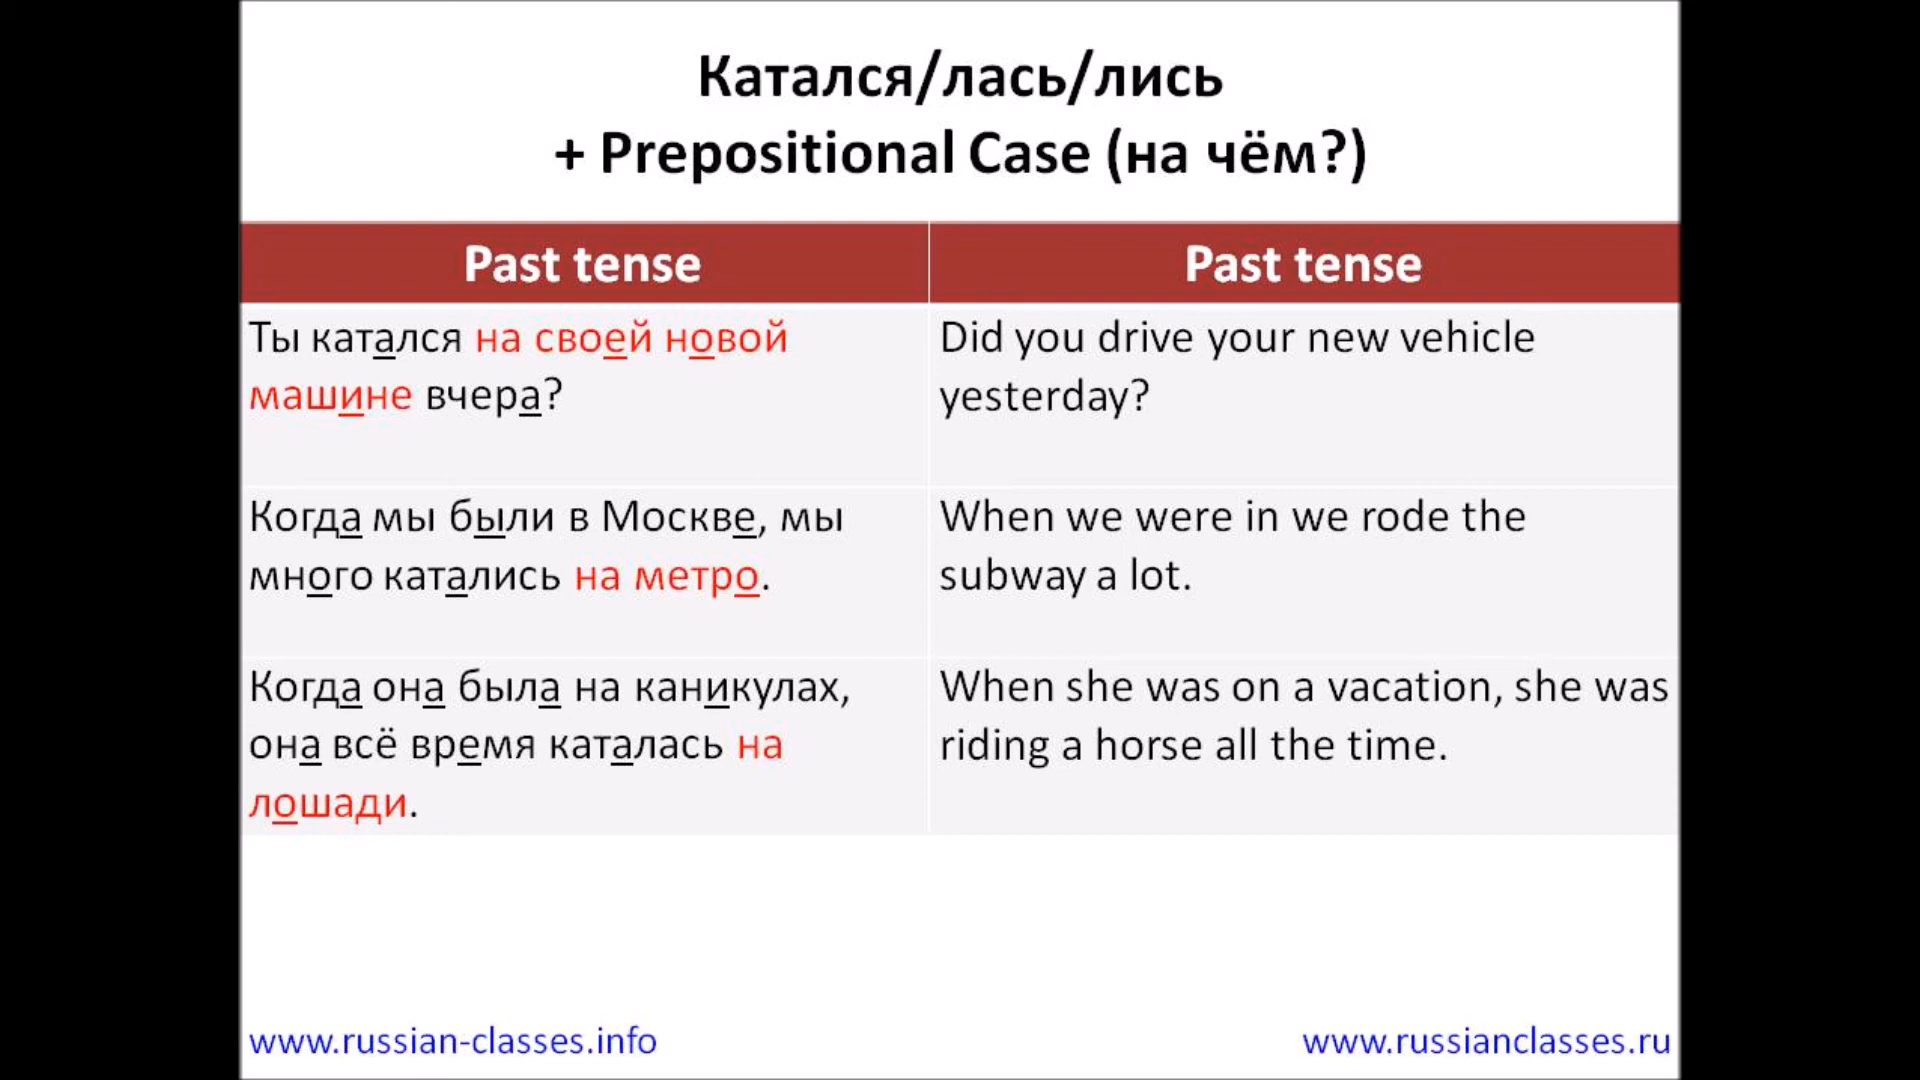 Катался/лась/лись
+ Prepositional Case (на чём?)
Past tense
Past tense
Ты катался на своей новой
машине вчера?
Did you drive your new vehicle
yesterday?
Когда мы были в Москве, мы
много катались на метро.
When we were in we rode the
subway a lot.
Когда она была на каникулах,
она всё время каталась на
лошади.
When she was on a vacation, she was
riding a horse all the time.
www.russian-classes.info
www.russianclasses.ru